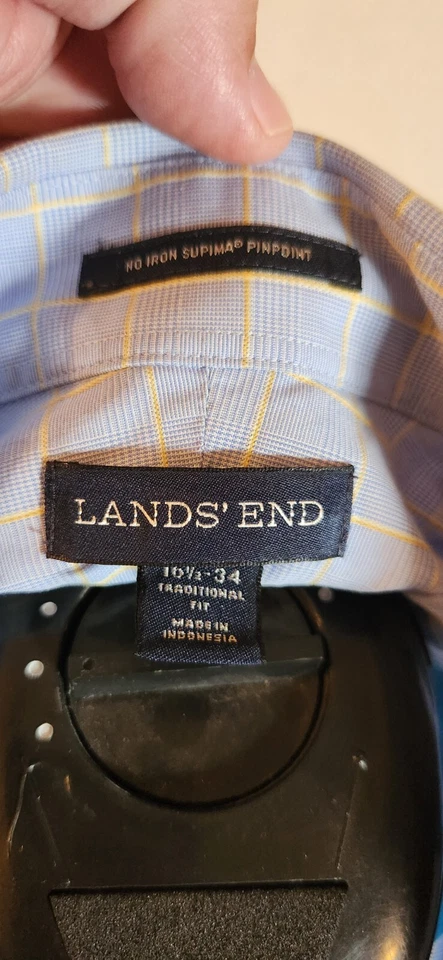 NO IRON SUPIMA® PINPOINT
LANDS' END
16½-34
TRADITIONAL
FIT
MADE IN
INDONESIA